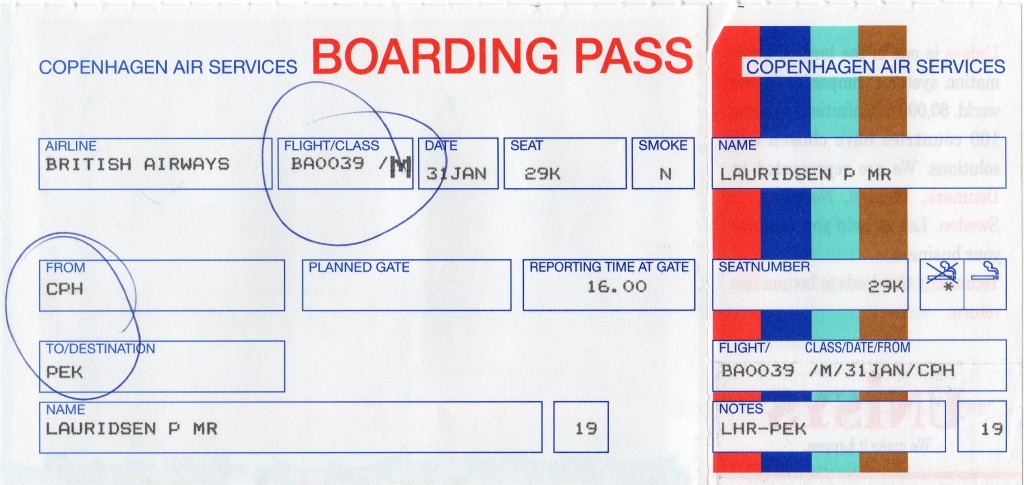 COPENHAGEN AIR SERVICES BOARDING PASS
AIRLINE FLIGHT/CLASS DATE SEAT SMOKE
BRITISH AIRWAYS BA0039 /M 31JAN 29K N
FROM PLANNED GATE REPORTING TIME AT GATE
CPH 16.00
TO/DESTINATION
PEK
NAME
LAURIDSEN P MR 19
COPENHAGEN AIR SERVICES
NAME
LAURIDSEN P MR
SEATNUMBER
29K *
FLIGHT/ CLASS/DATE/FROM
BA0039 /M/31JAN/CPH
NOTES
LHR-PEK 19